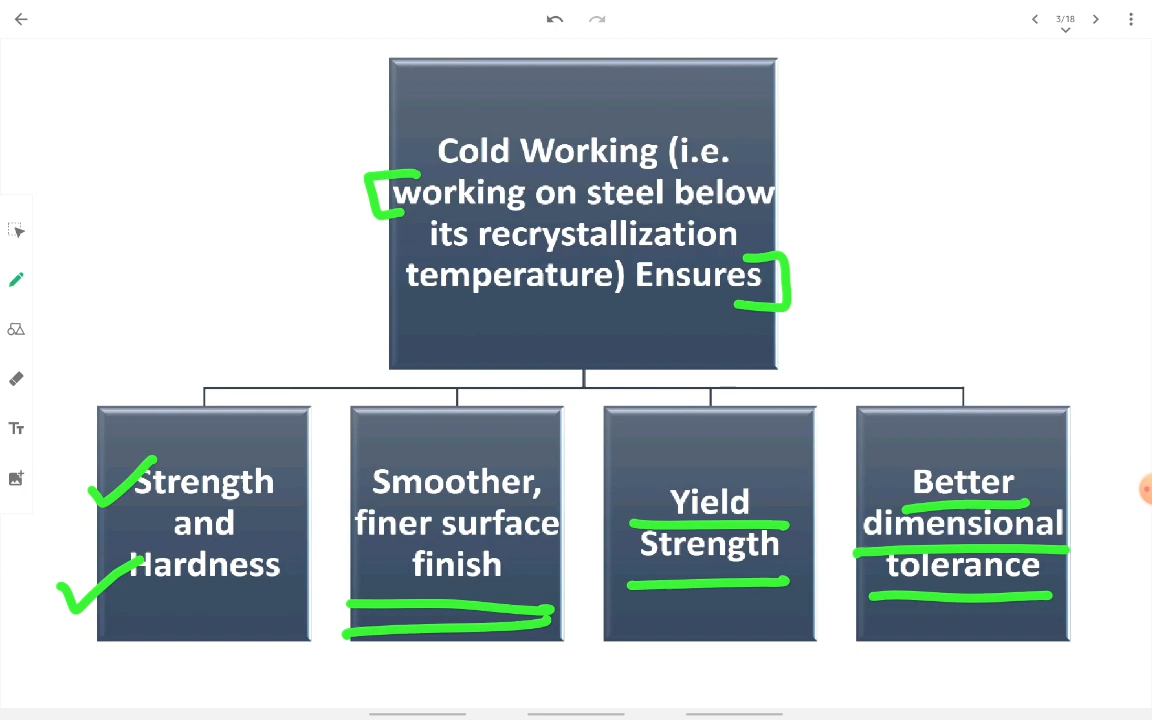 3/18
Cold Working (i.e.
working on steel below
its recrystallization
temperature) Ensures
Strength
and
Hardness
Smoother,
finer surface
finish
Yield
Strength
Better
dimensional
tolerance
Tт